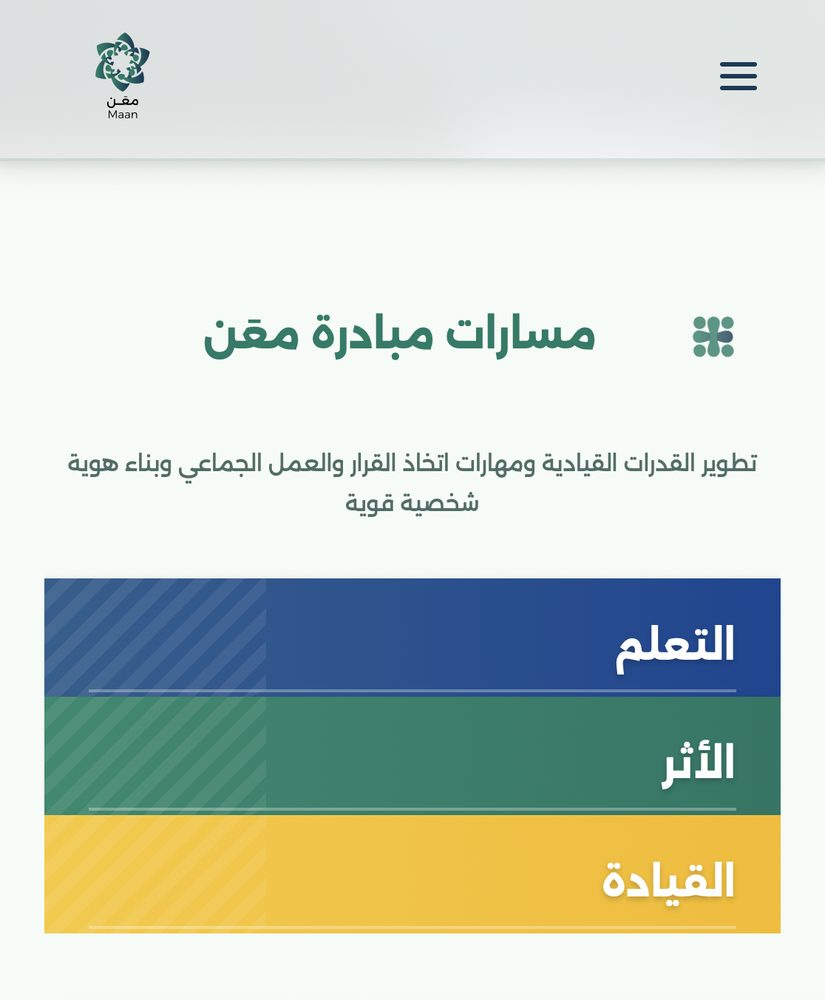 معَـن
Maan
مسارات مبادرة معَن
تطوير القدرات القيادية ومهارات اتخاذ القرار والعمل الجماعي وبناء هوية
شخصية قوية
التعلم
الأثر
القيادة